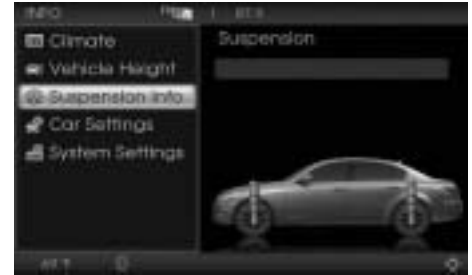 INFO
Climate
Suspension
Vehicle Height
Suspension Info
Car Settings
System Settings